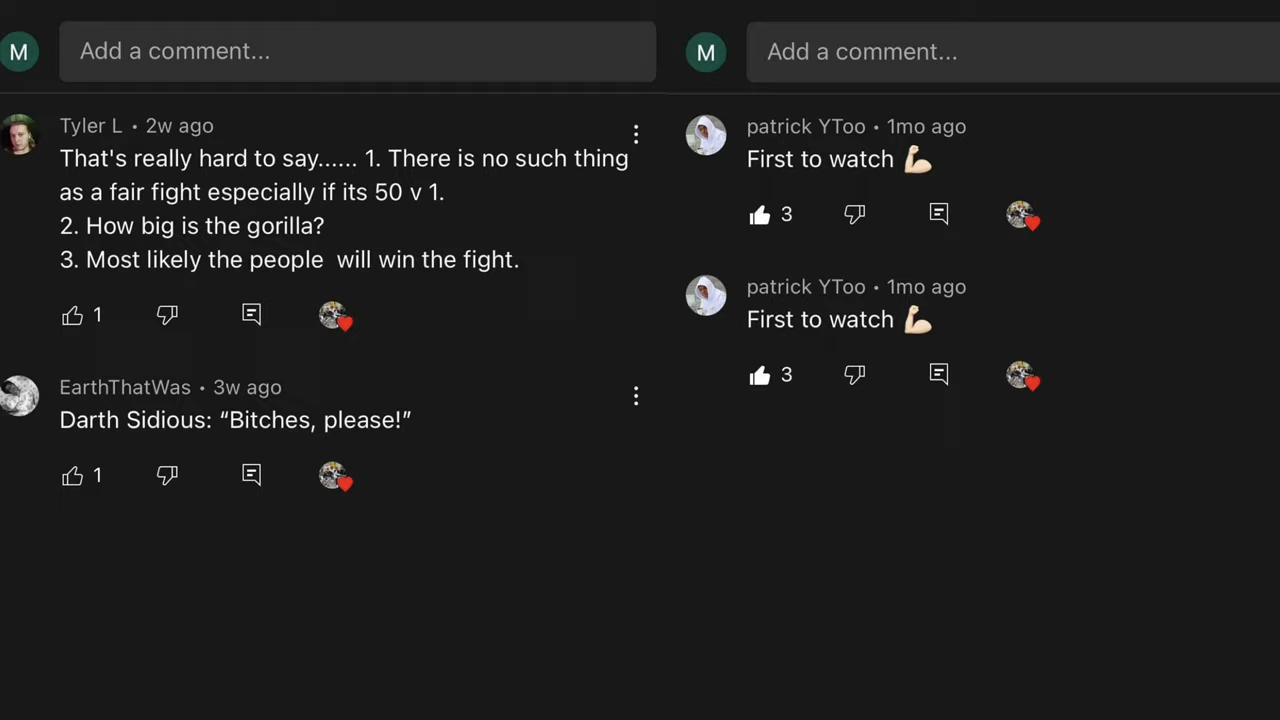 M
Add a comment...
Tyler L • 2w ago
That's really hard to say...... 1. There is no such thing
as a fair fight especially if its 50 v 1.
2. How big is the gorilla?
3. Most likely the people  will win the fight.
1
EarthThatWas • 3w ago
Darth Sidious: “Bitches, please!”
1
M
Add a comment...
patrick YToo • 1mo ago
First to watch 💪🏻
3
patrick YToo • 1mo ago
First to watch 💪🏻
3